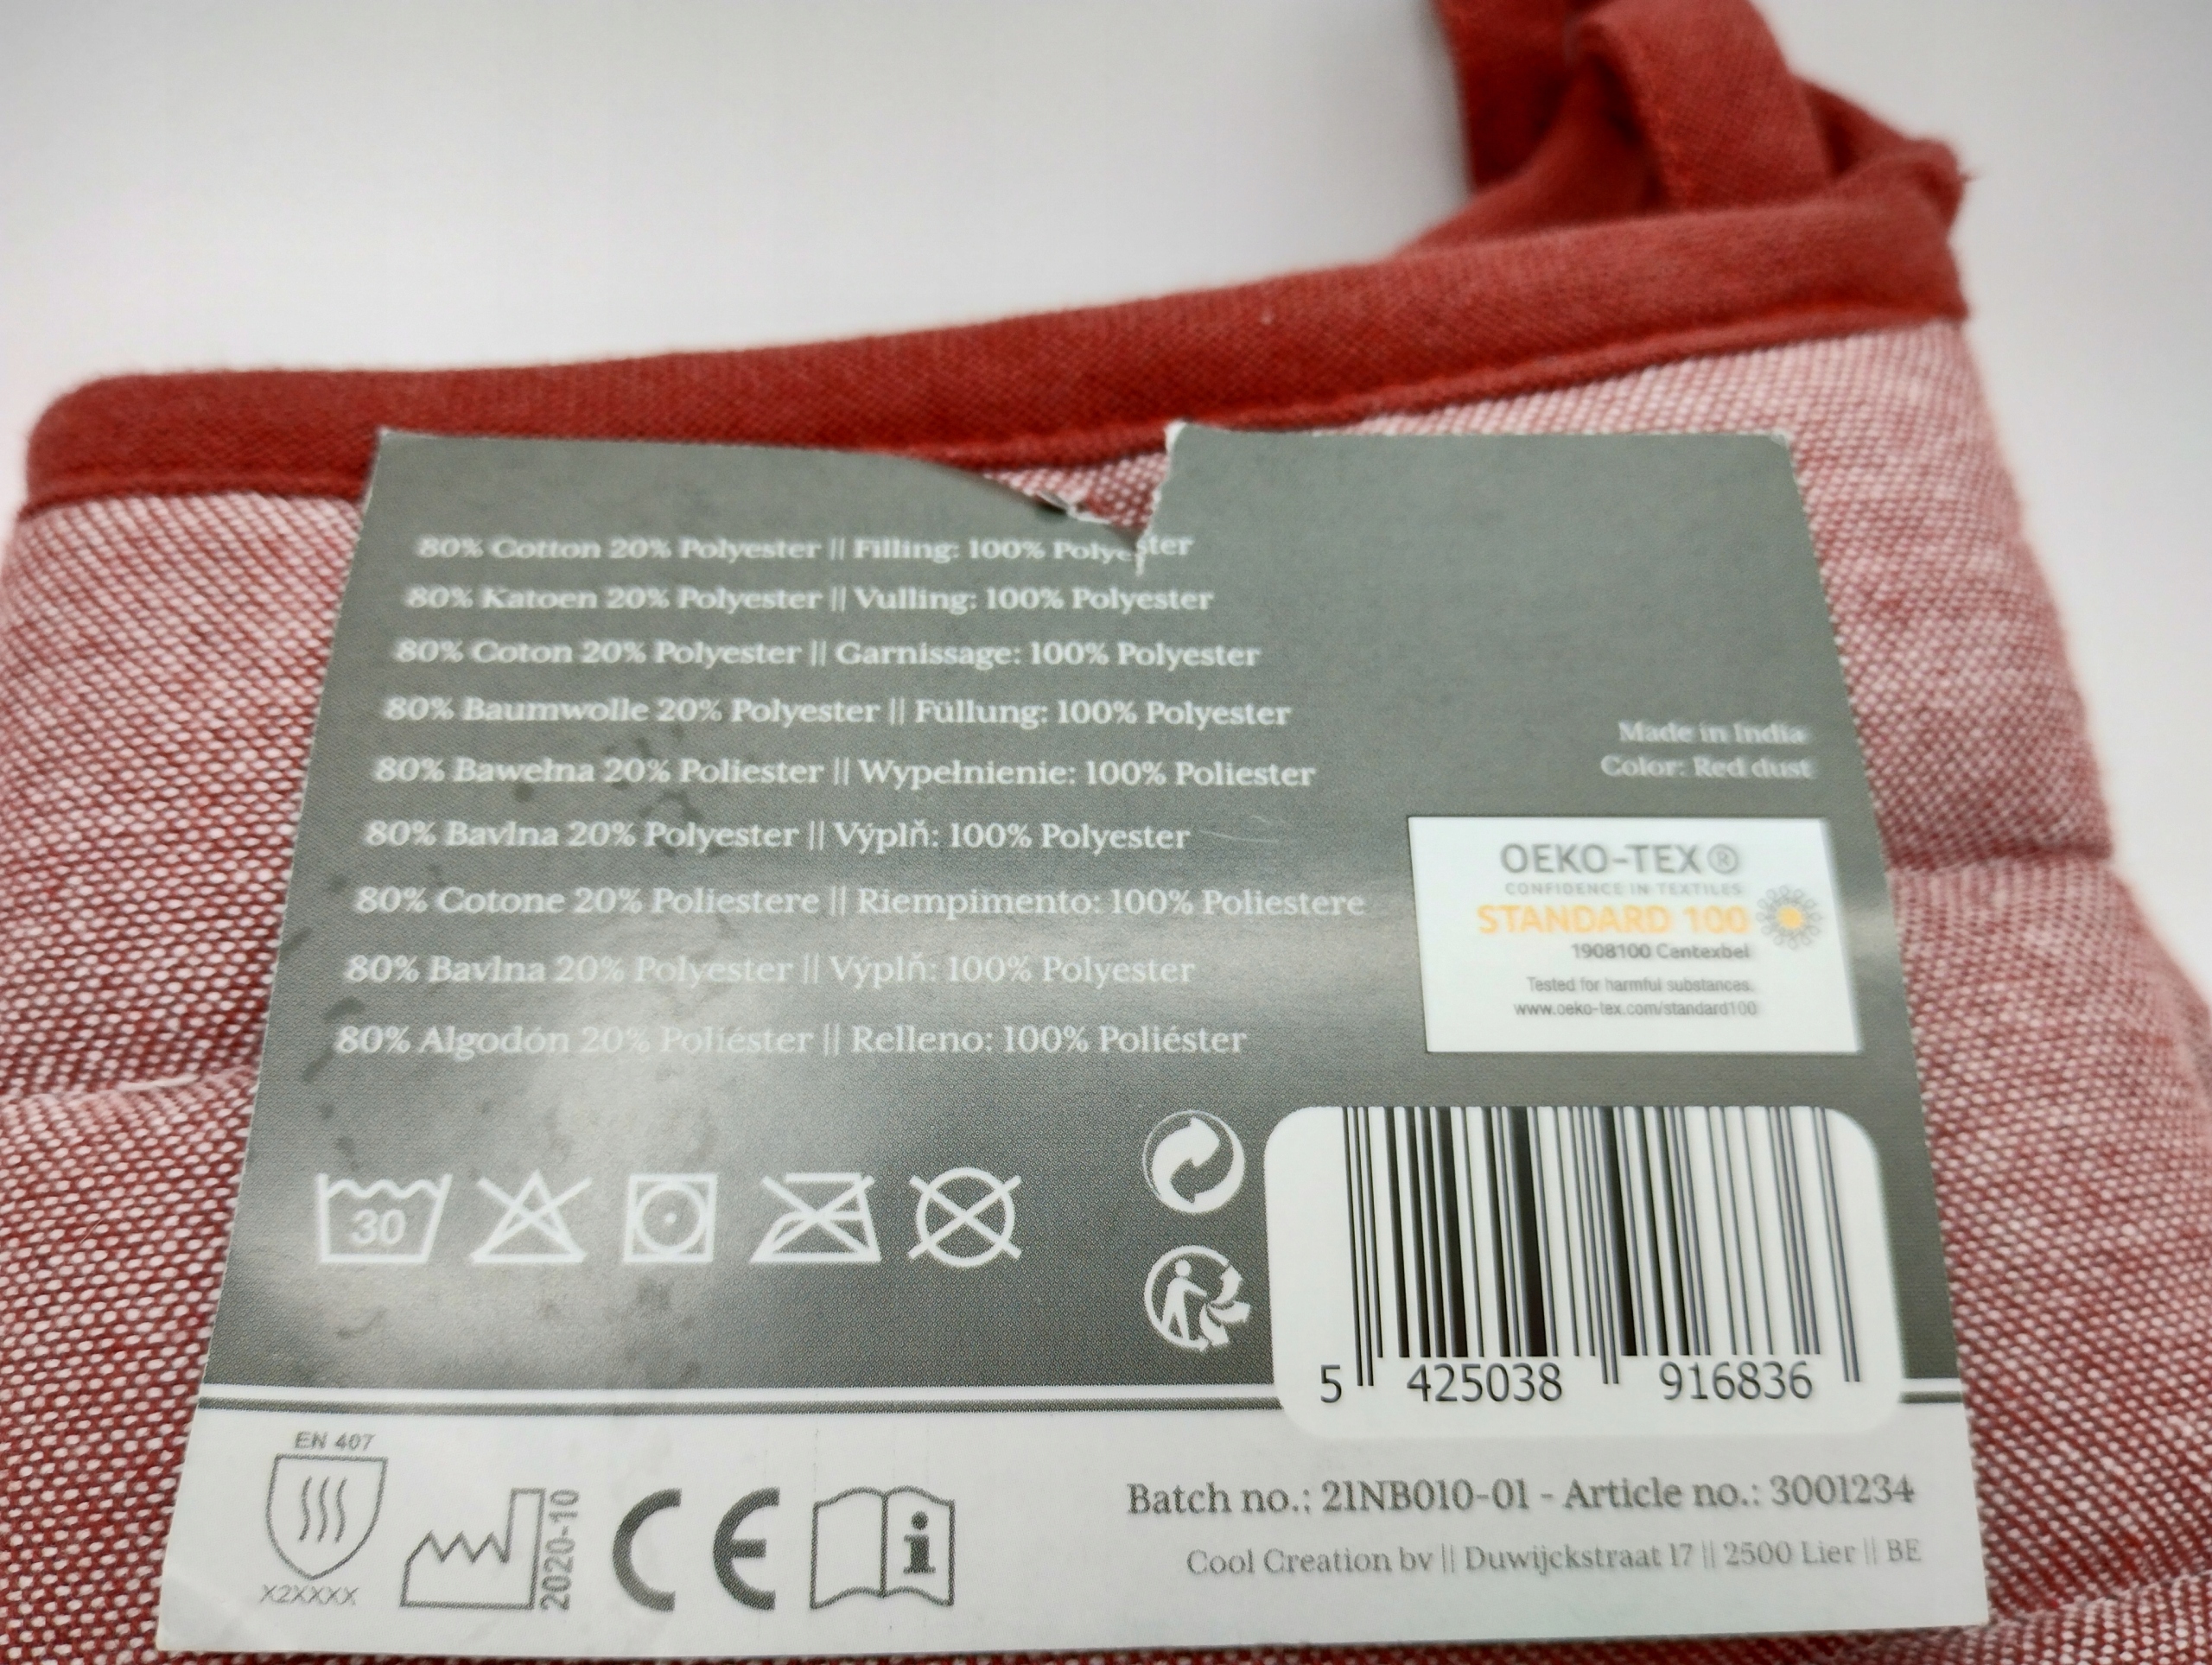 80% Cotton 20% Polyester || Filling: 100% Polyester
80% Katoen 20% Polyester || Vulling: 100% Polyester
80% Coton 20% Polyester || Garnissage: 100% Polyester
80% Baumwolle 20% Polyester || Füllung: 100% Polyester
80% Bawełna 20% Poliester || Wypełnienie: 100% Poliester
80% Bavlna 20% Polyester || Výplň: 100% Polyester
80% Cotone 20% Poliestere || Riempimento: 100% Poliestere
80% Bavlna 20% Polyester || Výplň: 100% Polyester
80% Algodón 20% Poliéster || Relleno: 100% Poliéster
Made in India
Color: Red dust
OEKO-TEX®
CONFIDENCE IN TEXTILES
STANDARD 100
1908100 Centexbel
Tested for harmful substances.
www.oeko-tex.com/standard100
30
5 425038 916836
EN 407
X2XXXX
2020-10
CE
i
Batch no.: 21NB010-01 - Article no.: 3001234
Cool Creation bv || Duwijckstraat 17 || 2500 Lier || BE